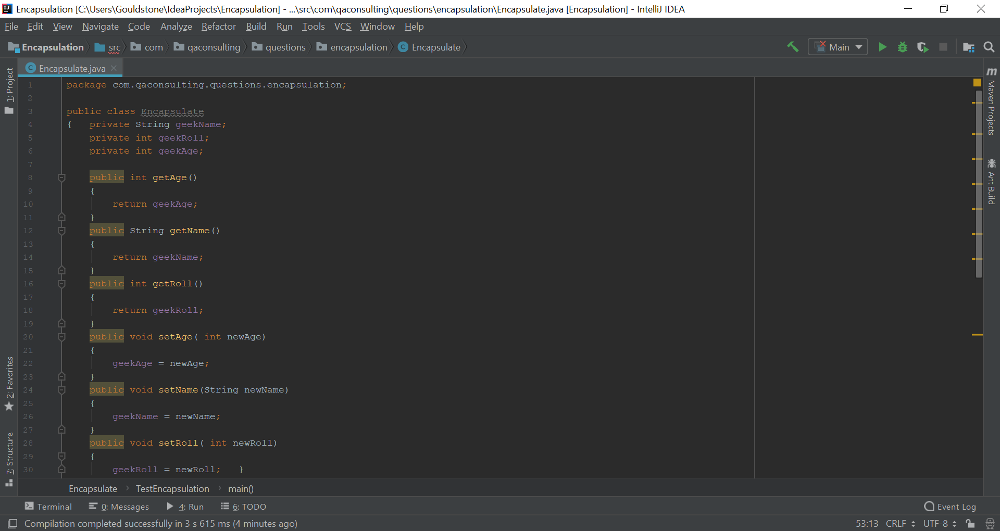 Encapsulation [C:\Users\Gouldstone\IdeaProjects\Encapsulation] - ...\src\com\qaconsulting\questions\encapsulation\Encapsulate.java [Encapsulation] - IntelliJ IDEA
File Edit View Navigate Code Analyze Refactor Build Run Tools VCS Window Help
Encapsulation src com qaconsulting questions encapsulation Encapsulate Main
Encapsulate.java
1: Project
2: Favorites
7: Structure
Maven Projects
Ant Build
1 package com.qaconsulting.questions.encapsulation;
2
3 public class Encapsulate
4 { private String geekName;
5 private int geekRoll;
6 private int geekAge;
7
8 public int getAge()
9 {
10 return geekAge;
11 }
12 public String getName()
13 {
14 return geekName;
15 }
16 public int getRoll()
17 {
18 return geekRoll;
19 }
20 public void setAge( int newAge)
21 {
22 geekAge = newAge;
23 }
24 public void setName(String newName)
25 {
26 geekName = newName;
27 }
28 public void setRoll( int newRoll)
29 {
30 geekRoll = newRoll; }
Encapsulate TestEncapsulation main()
Terminal 0: Messages 4: Run 6: TODO Event Log
Compilation completed successfully in 3 s 615 ms (4 minutes ago) 53:13 CRLF UTF-8